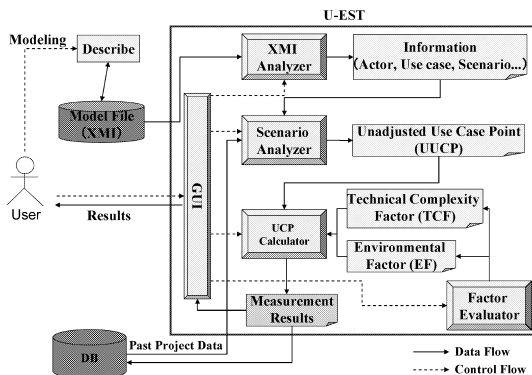 U-EST
Modeling
Describe
Model File
(XMI)
XMI
Analyzer
Information
(Actor, Use case, Scenario...)
Scenario
Analyzer
Unadjusted Use Case Point
(UUCP)
User
Results
GUI
UCP
Calculator
Technical Complexity
Factor (TCF)
Environmental
Factor (EF)
Measurement
Results
Factor
Evaluator
DB
Past Project Data
Data Flow
Control Flow